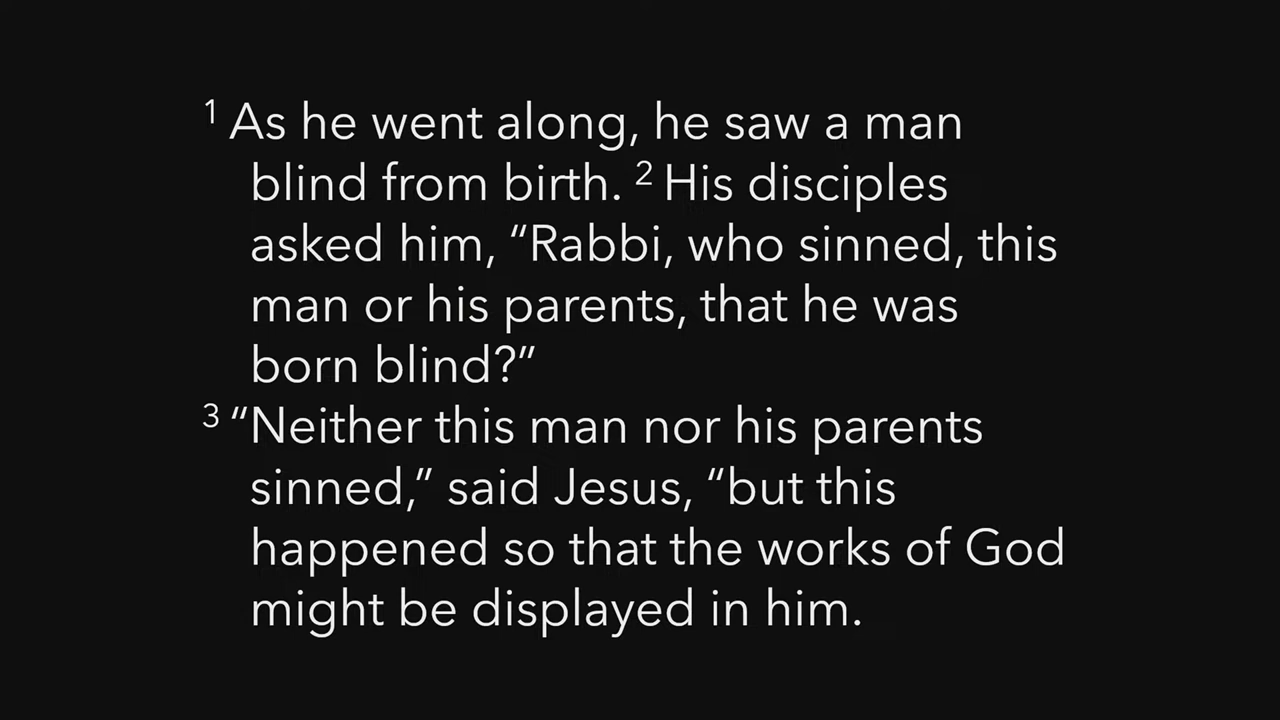 1 As he went along, he saw a man
blind from birth. 2 His disciples
asked him, “Rabbi, who sinned, this
man or his parents, that he was
born blind?”
3 “Neither this man nor his parents
sinned,” said Jesus, “but this
happened so that the works of God
might be displayed in him.